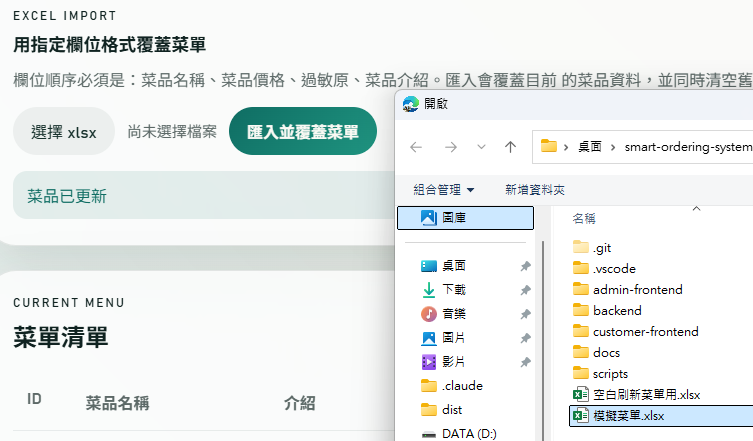 EXCEL IMPORT
用指定欄位格式覆蓋菜單
欄位順序必須是：菜品名稱、菜品價格、過敏原、菜品介紹。匯入會覆蓋目前 的菜品資料，並同時清空舊
選擇 xlsx
尚未選擇檔案
匯入並覆蓋菜單
菜品已更新
CURRENT MENU
菜單清單
ID
菜品名稱
介紹
開啟
桌面
smart-ordering-system
組合管理
新增資料夾
圖庫
桌面
下載
音樂
圖片
影片
.claude
dist
DATA (D:)
名稱
.git
.vscode
admin-frontend
backend
customer-frontend
docs
scripts
空白刷新菜單用.xlsx
模擬菜單.xlsx